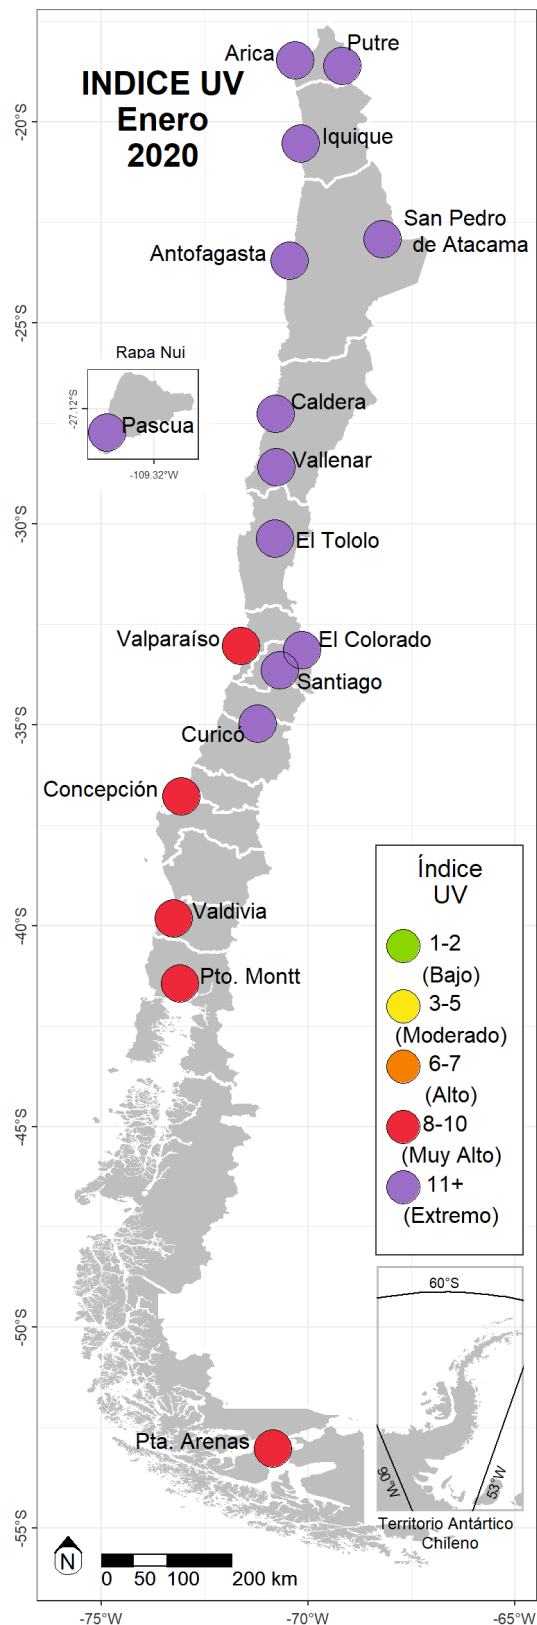 INDICE UV
Enero
2020
Arica
Putre
-20°S
Iquique
San Pedro
de Atacama
Antofagasta
-25°S
Rapa Nui
-27.12°S
Pascua
-109.32°W
Caldera
Vallenar
-30°S
El Tololo
Valparaíso
El Colorado
Santiago
-35°S
Curicó
Concepción
Valdivia
-40°S
Pto. Montt
Índice
UV
1-2
(Bajo)
3-5
(Moderado)
6-7
(Alto)
8-10
(Muy Alto)
11+
(Extremo)
-45°S
-50°S
60°S
90°W
53°W
Territorio Antártico
Chileno
Pta. Arenas
-55°S
N
0 50 100 200 km
-75°W
-70°W
-65°W